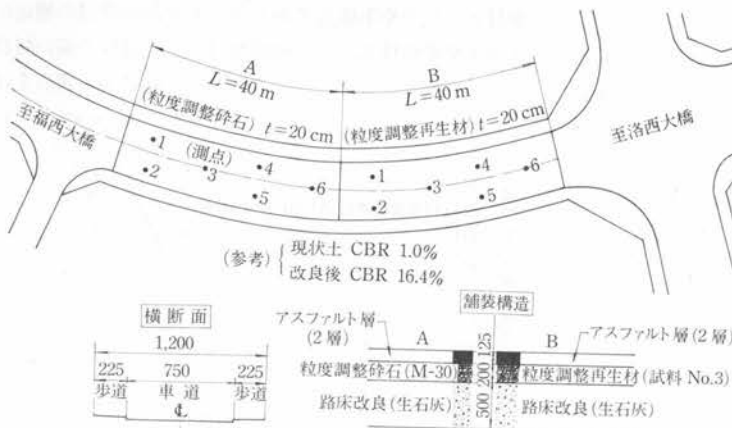 A
L=40 m
B
L=40 m
(粒度調整砕石) t=20 cm
(粒度調整再生材) t=20 cm
至福西大橋
至洛西大橋
(測点)
•1
•2
•3
•4
•5
•6
•1
•2
•3
•4
•5
•6
(参考) { 現状土 CBR 1.0%
改良後 CBR 16.4%
横断面
1,200
225 750 225
歩道 車道 歩道
℄
舗装構造
アスファルト層
(2層)
A
125
B
アスファルト層(2層)
粒度調整砕石(M-30)
200
粒度調整再生材(試料 No.3)
路床改良(生石灰)
500
路床改良(生石灰)